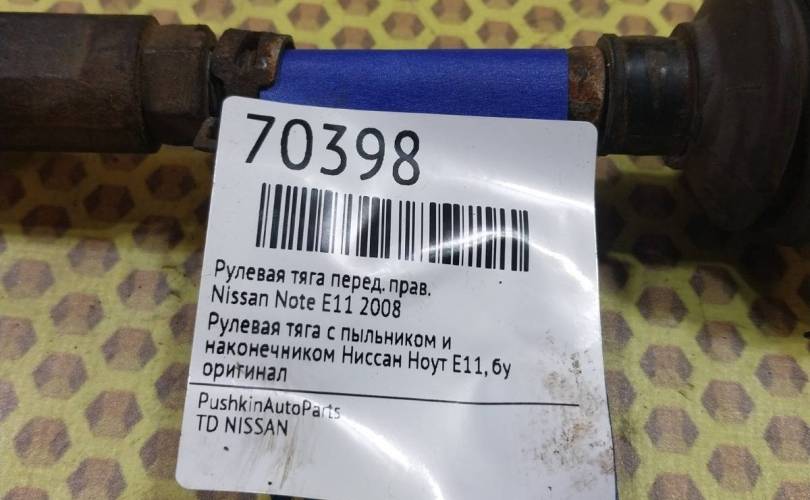 70398
Рулевая тяга перед. прав.
Nissan Note E11 2008
Рулевая тяга с пыльником и
наконечником Ниссан Ноут Е11, бу
оригинал
PushkinAutoParts
TD NISSAN